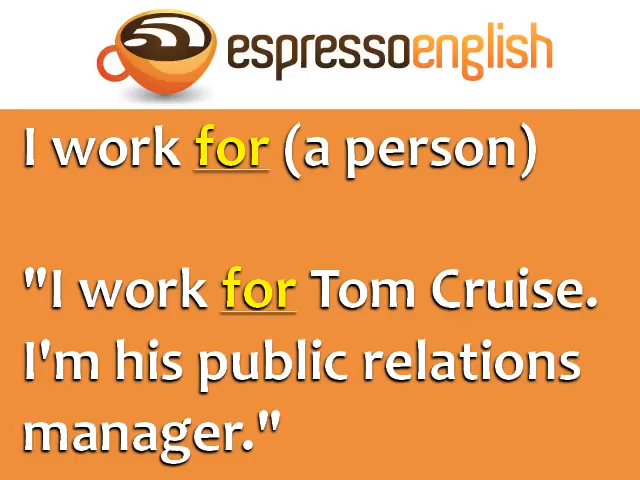 espressoenglish
I work for (a person)
"I work for Tom Cruise.
I'm his public relations
manager."